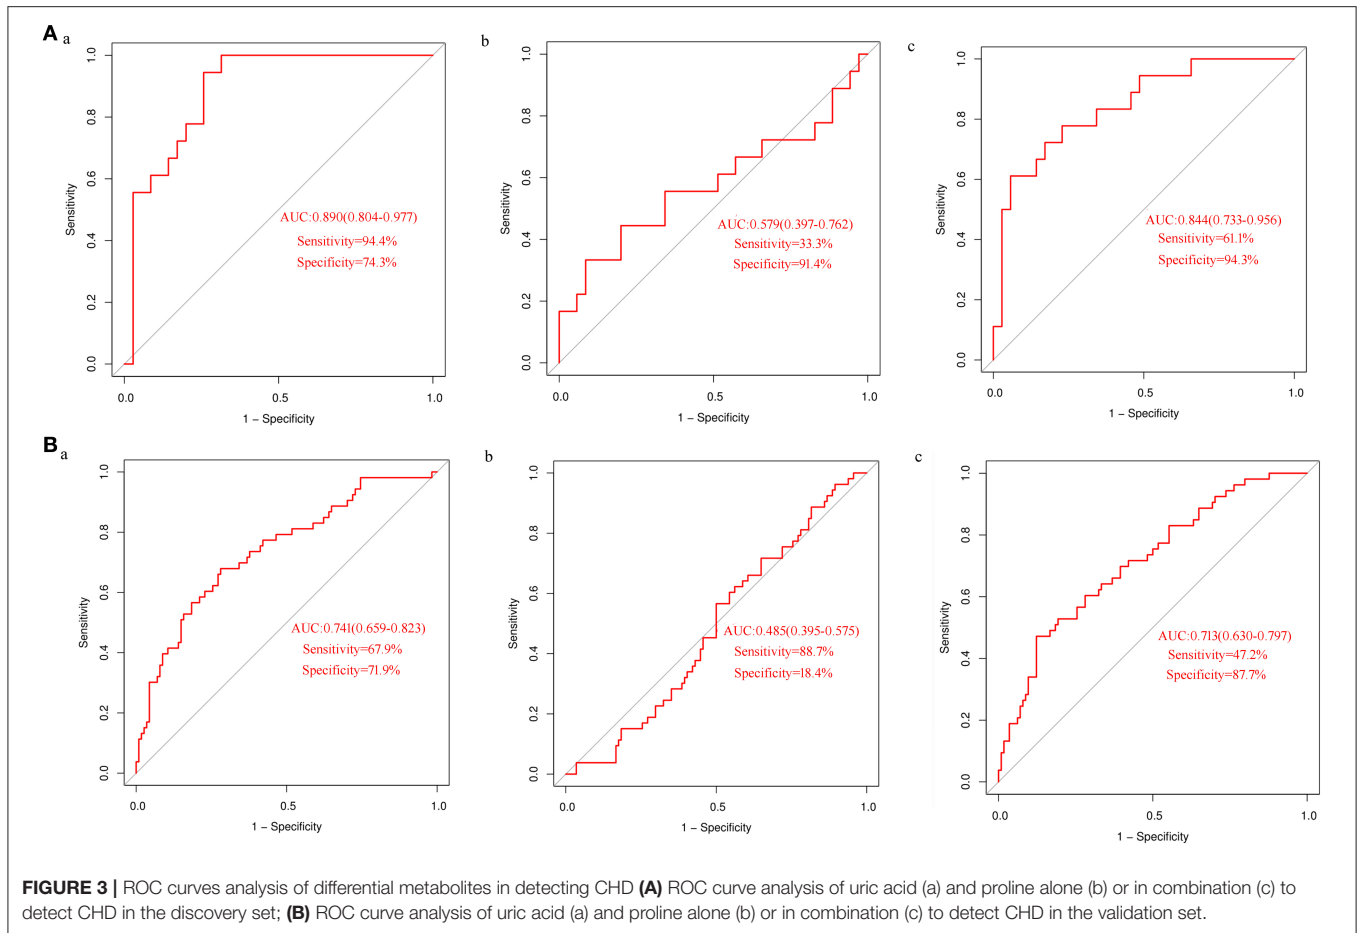 A a
1.0
0.8
0.6
0.4
0.2
0.0
Sensitivity
AUC:0.890(0.804-0.977)
Sensitivity=94.4%
Specificity=74.3%
0.0 0.5 1.0
1 − Specificity
b
1.0
0.8
0.6
0.4
0.2
0.0
Sensitivity
AUC:0.579(0.397-0.762)
Sensitivity=33.3%
Specificity=91.4%
0.0 0.5 1.0
1 − Specificity
c
1.0
0.8
0.6
0.4
0.2
0.0
Sensitivity
AUC:0.844(0.733-0.956)
Sensitivity=61.1%
Specificity=94.3%
0.0 0.5 1.0
1 − Specificity
B a
1.0
0.8
0.6
0.4
0.2
0.0
Sensitivity
AUC:0.741(0.659-0.823)
Sensitivity=67.9%
Specificity=71.9%
0.0 0.5 1.0
1 − Specificity
b
1.0
0.8
0.6
0.4
0.2
0.0
Sensitivity
AUC:0.485(0.395-0.575)
Sensitivity=88.7%
Specificity=18.4%
0.0 0.5 1.0
1 − Specificity
c
1.0
0.8
0.6
0.4
0.2
0.0
Sensitivity
AUC:0.713(0.630-0.797)
Sensitivity=47.2%
Specificity=87.7%
0.0 0.5 1.0
1 − Specificity
FIGURE 3 | ROC curves analysis of differential metabolites in detecting CHD (A) ROC curve analysis of uric acid (a) and proline alone (b) or in combination (c) to
detect CHD in the discovery set; (B) ROC curve analysis of uric acid (a) and proline alone (b) or in combination (c) to detect CHD in the validation set.